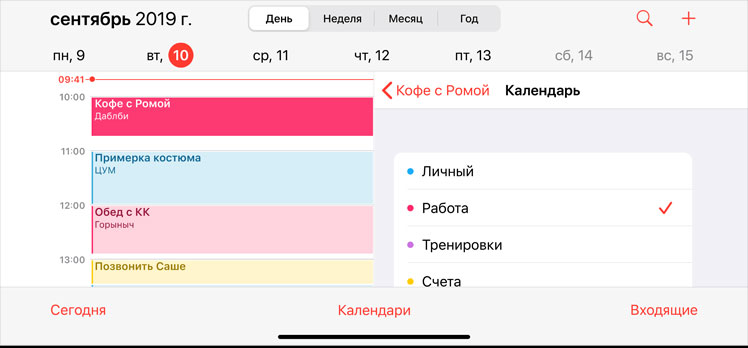 сентябрь 2019 г.
День Неделя Месяц Год
пн, 9 вт, 10 ср, 11 чт, 12 пт, 13 сб, 14 вс, 15
09:41
10:00
Кофе с Ромой
Даблби
11:00
Примерка костюма
ЦУМ
12:00
Обед с КК
Горыныч
13:00
Позвонить Саше
Кофе с Ромой Календарь
Личный
Работа
Тренировки
Счета
Сегодня Календари Входящие